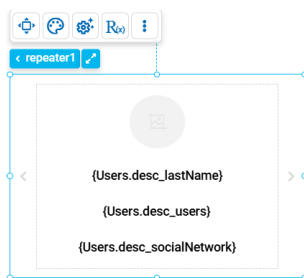 R(x)
repeater1
{Users.desc_lastName}
{Users.desc_users}
{Users.desc_socialNetwork}